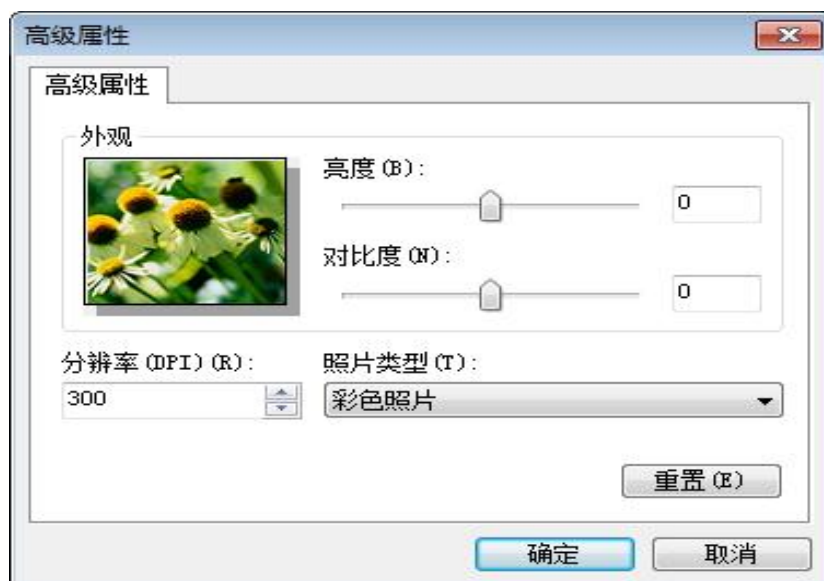 高级属性
高级属性
外观
亮度(B):
0
对比度(N):
0
分辨率(DPI)(R):
300
照片类型(T):
彩色照片
重置(E)
确定
取消